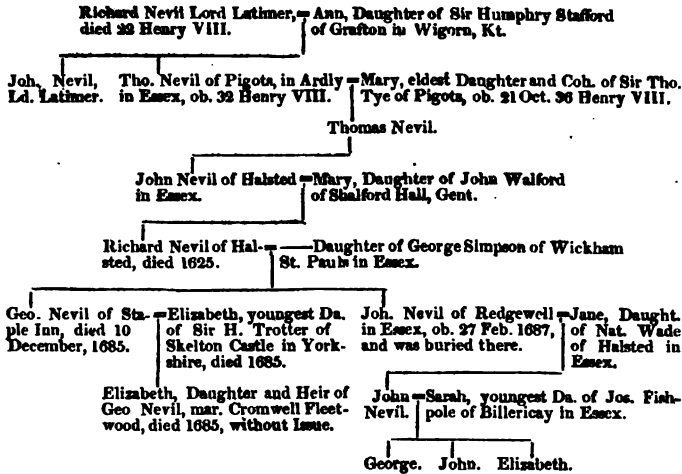 Richard Nevil Lord Latimer, = Ann, Daughter of Sir Humphry Stafford
died 22 Henry VIII. of Grafton in Wigorn, Kt.
Joh, Nevil, Tho. Nevil of Pigots, in Ardly = Mary, eldest Daughter and Coh. of Sir Tho.
Ld. Latimer. in Essex, ob. 32 Henry VIII. Tye of Pigots, ob. 21 Oct. 36 Henry VIII.
Thomas Nevil.
John Nevil of Halsted = Mary, Daughter of John Walford
in Essex. of Shalford Hall, Gent.
Richard Nevil of Hal- = —— Daughter of George Simpson of Wickham
sted, died 1625. St. Pauls in Essex.
Geo. Nevil of Sta- = Elizabeth, youngest Da. Joh. Nevil of Redgewell = Jane, Daught.
ple Inn, died 10 of Sir H. Trotter of in Essex, ob. 27 Feb. 1687, of Nat. Wade
December, 1685. Skelton Castle in York- and was buried there. of Halsted in
shire, died 1685. Essex.
Elizabeth, Daughter and Heir of John = Sarah, youngest Da. of Jos. Fish-
Geo Nevil, mar. Cromwell Fleet- Nevil. pole of Billericay in Essex.
wood, died 1685, without Issue.
George. John. Elizabeth.